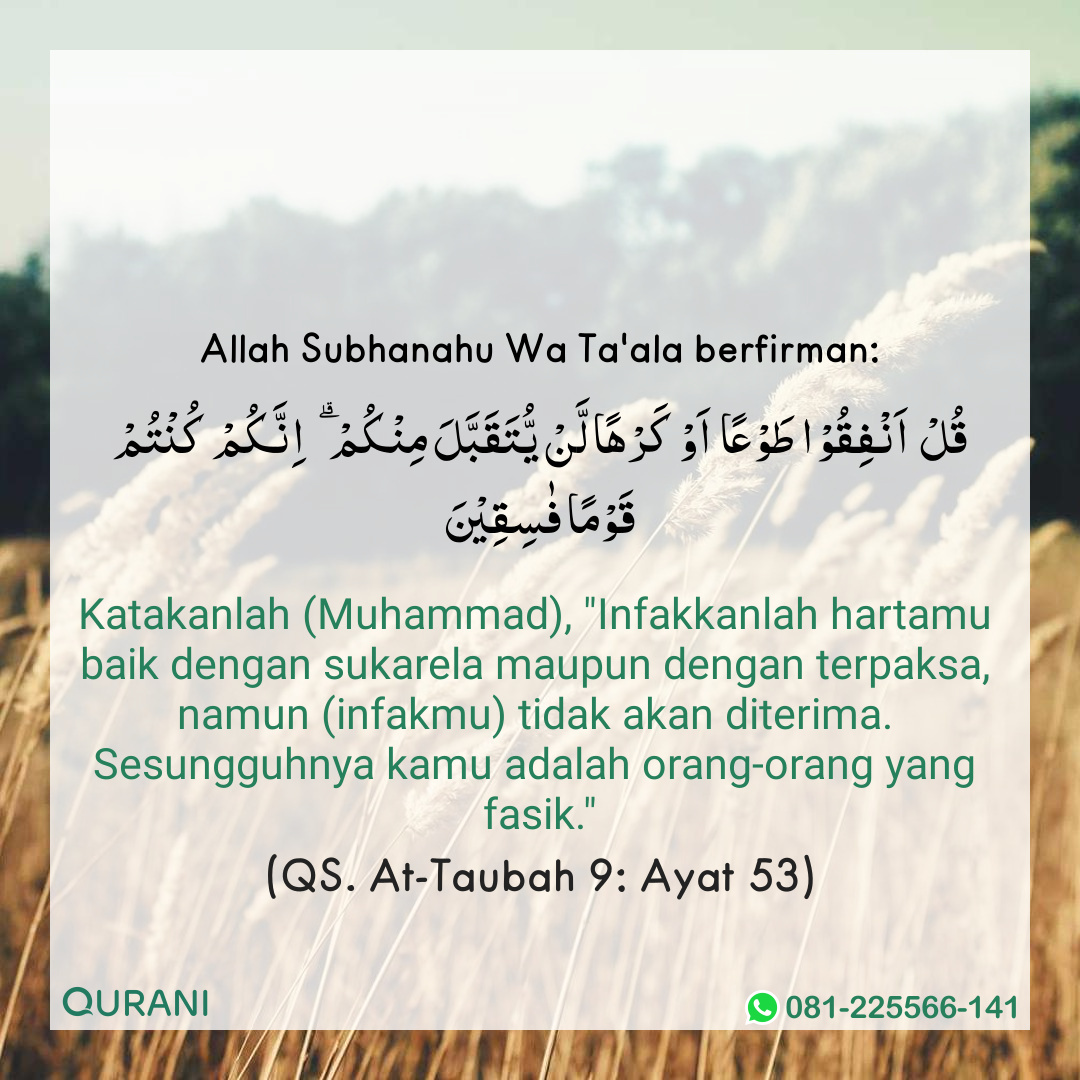 Allah Subhanahu Wa Ta'ala berfirman:
قُلْ اَنْفِقُوْا طَوْعًا اَوْ كَرْهًا لَّنْ يُّتَقَبَّلَ مِنْكُمْ ۗ اِنَّكُمْ كُنْتُمْ
قَوْمًا فٰسِقِيْنَ
Katakanlah (Muhammad), "Infakkanlah hartamu
baik dengan sukarela maupun dengan terpaksa,
namun (infakmu) tidak akan diterima.
Sesungguhnya kamu adalah orang-orang yang
fasik."
(QS. At-Taubah 9: Ayat 53)
QURANI
081-225566-141